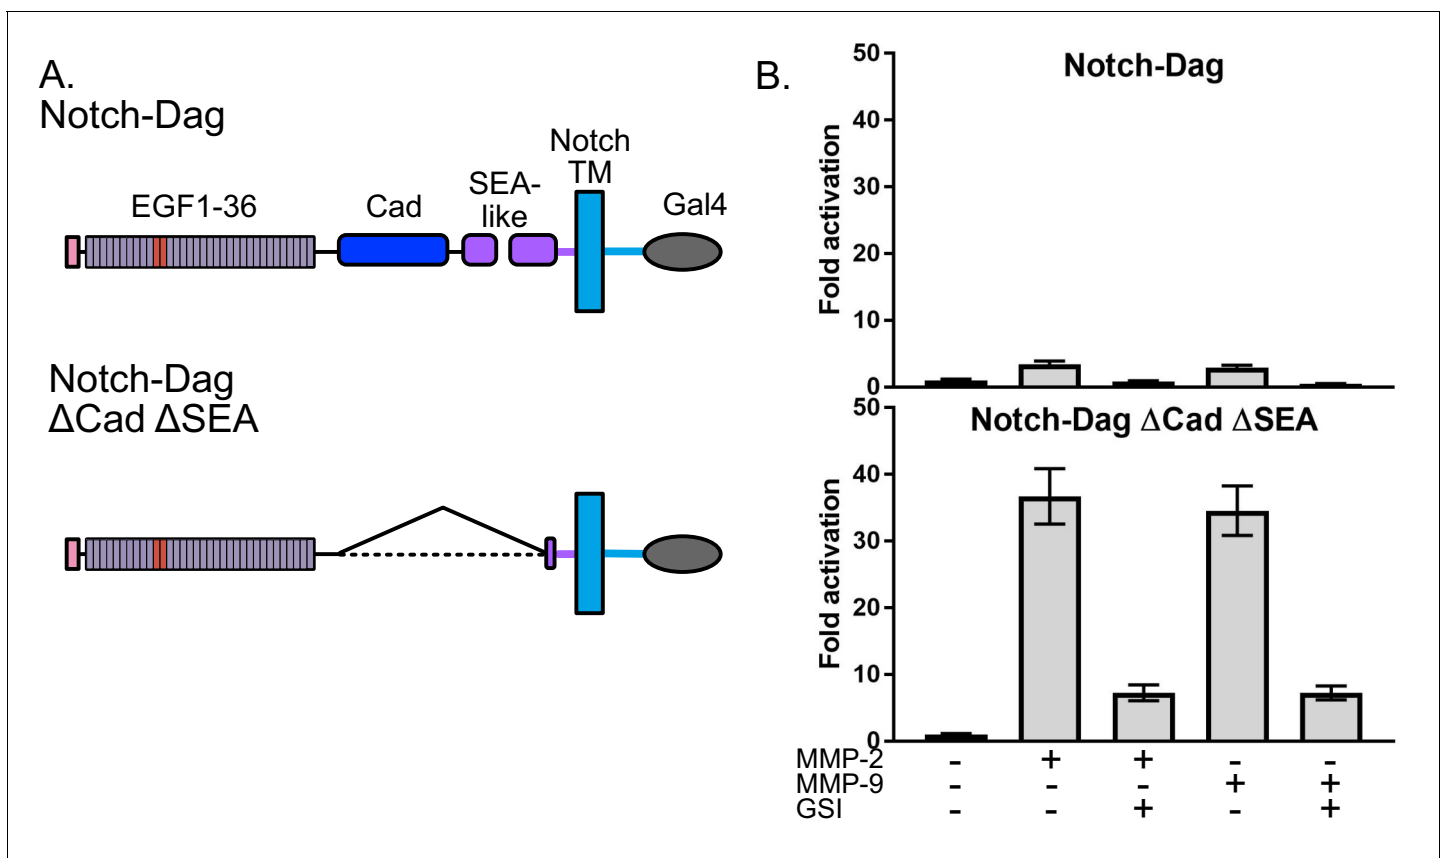 A.
Notch-Dag
EGF1-36
Cad
SEA-
like
Notch
TM
Gal4
Notch-Dag
ΔCad ΔSEA
B.
Notch-Dag
Fold activation
50
40
30
20
10
0
Notch-Dag ΔCad ΔSEA
Fold activation
50
40
30
20
10
0
MMP-2 - + + - -
MMP-9 - - - + +
GSI - - + - +